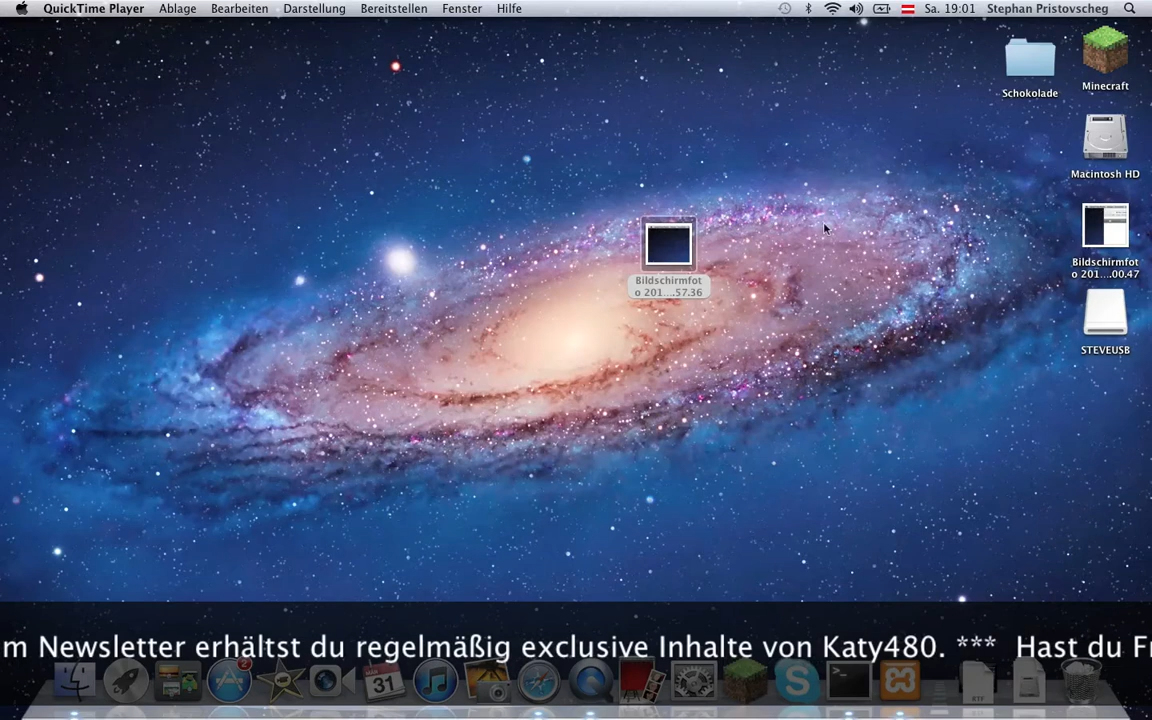 QuickTime Player Ablage Bearbeiten Darstellung Bereitstellen Fenster Hilfe Sa. 19:01 Stephan Pristovscheg
Schokolade
Minecraft
Macintosh HD
Bildschirmfot
o 201....57.36
Bildschirmfot
o 201....00.47
STEVEUSB
m Newsletter erhältst du regelmäßig exclusive Inhalte von Katy480. *** Hast du Fr
2
31
RTF